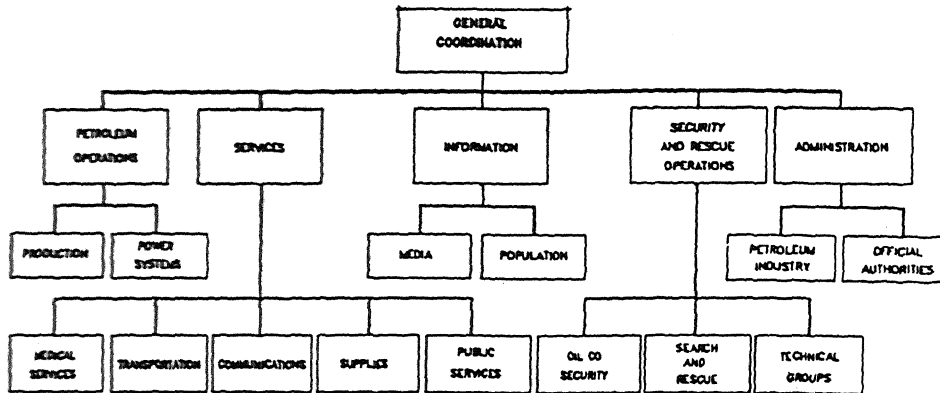 GENERAL
COORDINATION
PETROLEUM
OPERATIONS
SERVICES
INFORMATION
SECURITY
AND RESCUE
OPERATIONS
ADMINISTRATION
PRODUCTION
POWER
SYSTEMS
MEDIA
POPULATION
PETROLEUM
INDUSTRY
OFFICIAL
AUTHORITIES
MEDICAL
SERVICES
TRANSPORTATION
COMMUNICATIONS
SUPPLIES
PUBLIC
SERVICES
OIL CO
SECURITY
SEARCH
AND
RESCUE
TECHNICAL
GROUPS